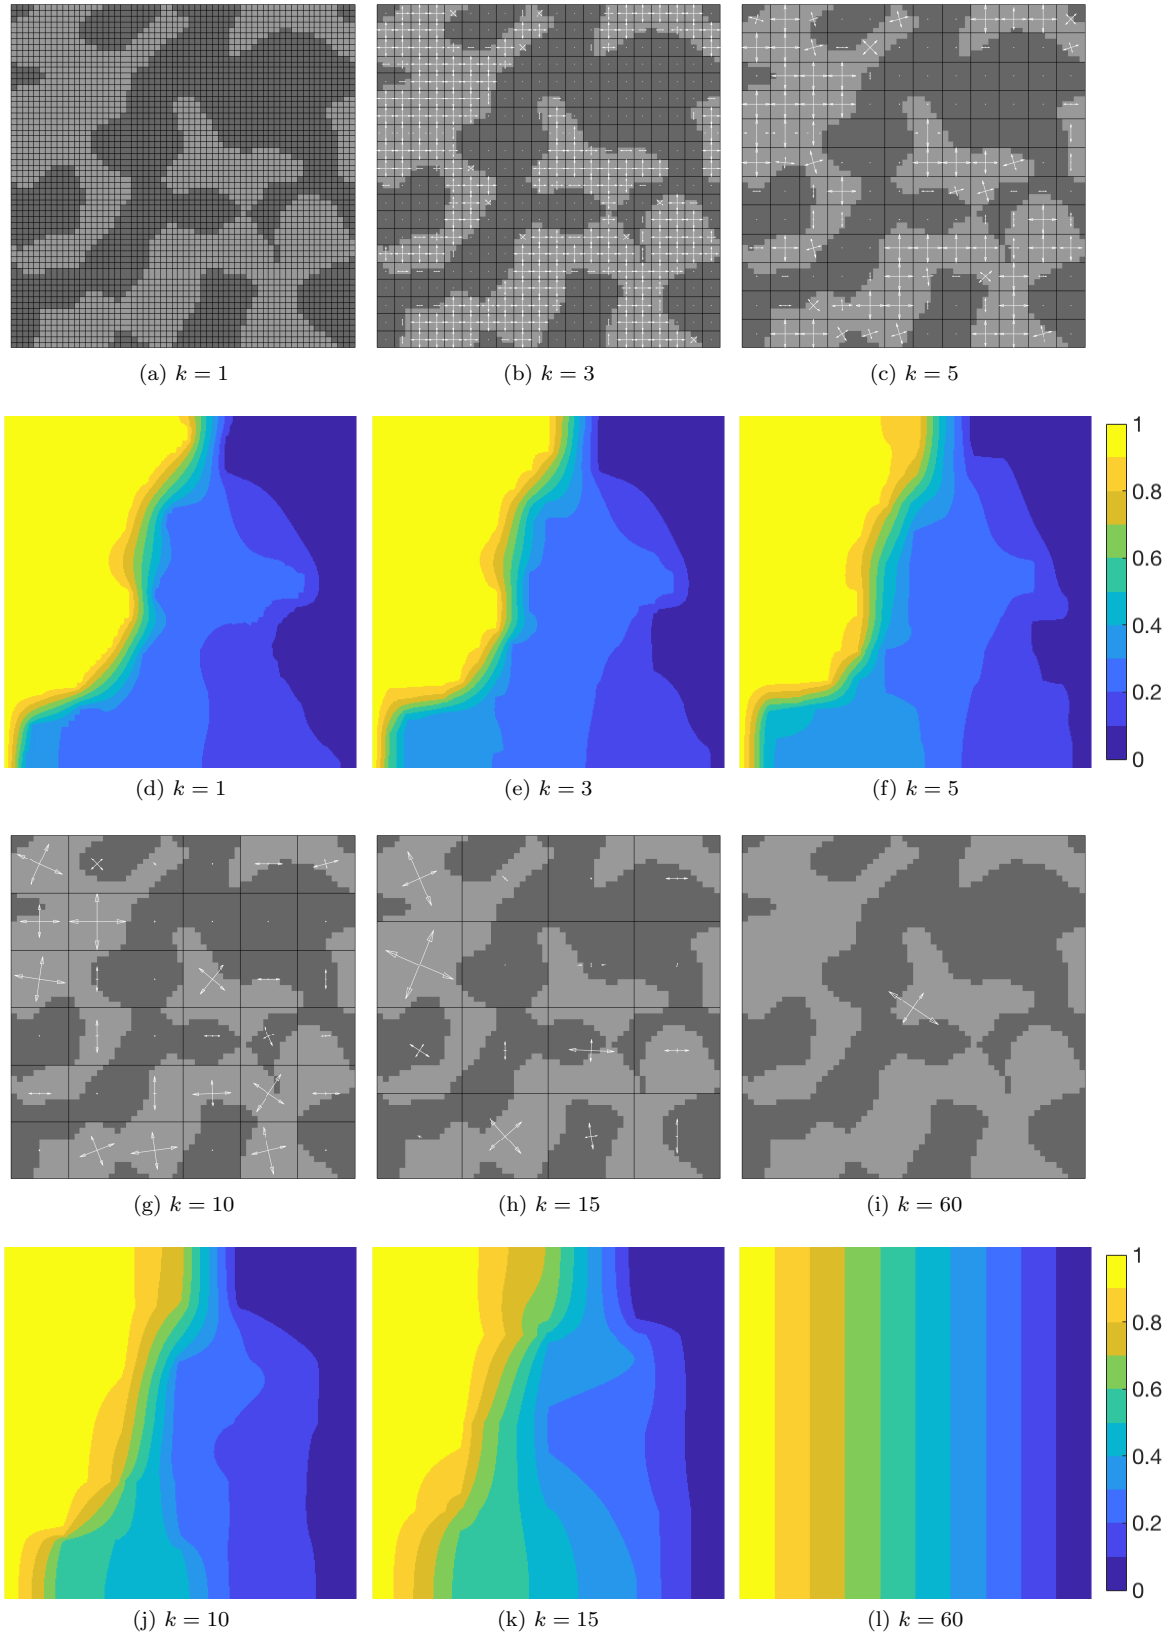 (a) k = 1
(b) k = 3
(c) k = 5
1
0.8
0.6
0.4
0.2
0
(d) k = 1
(e) k = 3
(f) k = 5
(g) k = 10
(h) k = 15
(i) k = 60
1
0.8
0.6
0.4
0.2
0
(j) k = 10
(k) k = 15
(l) k = 60